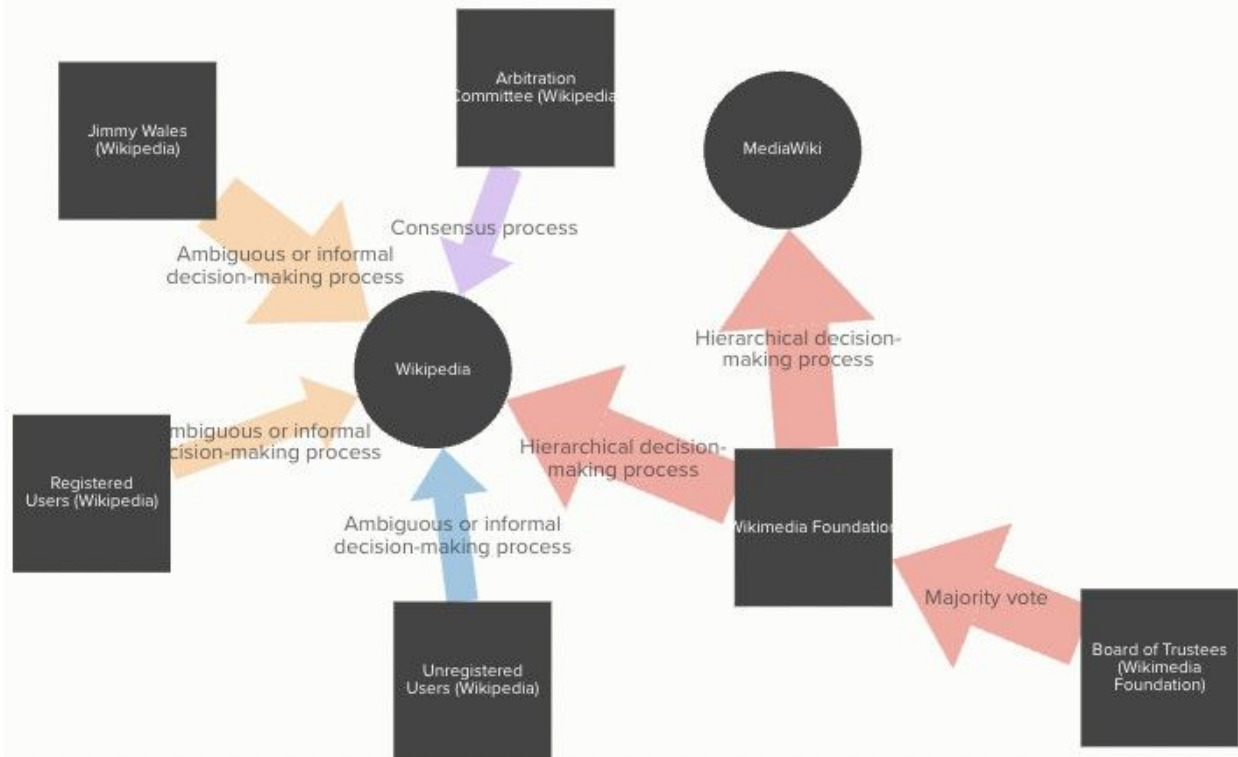 Arbitration
Committee (Wikipedia
Jimmy Wales
(Wikipedia)
MediaWiki
Consensus process
Ambiguous or informal
decision-making process
Hierarchical decision-
making process
Wikipedia
mbiguous or informal
cision-making process
Hierarchical decision-
making process
Registered
Users (Wikipedia)
Ambiguous or informal
decision-making process
Wikimedia Foundation
Majority vote
Unregistered
Users (Wikipedia)
Board of Trustees
(Wikimedia
Foundation)